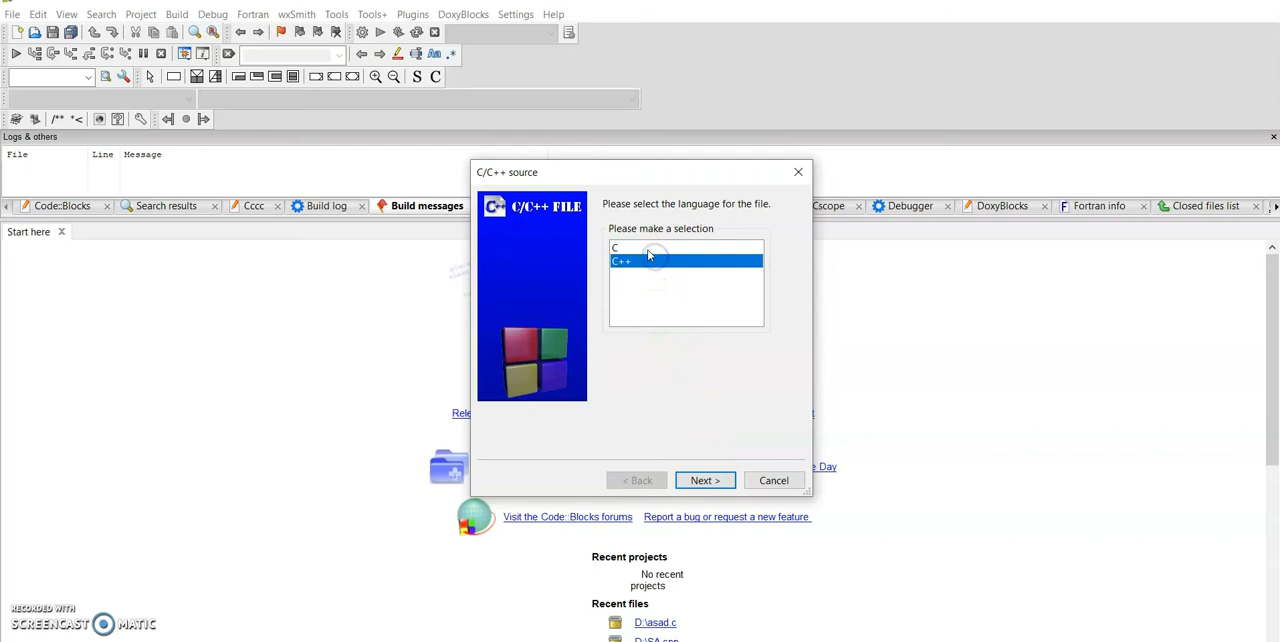 File Edit View Search Project Build Debug Fortran wxSmith Tools Tools+ Plugins DoxyBlocks Settings Help
Logs & others
File Line Message
Code::Blocks Search results Cccc Build log Build messages Cscope Debugger DoxyBlocks Fortran info Closed files list
Start here
C/C++ source
C/C++ FILE
Please select the language for the file.
Please make a selection
C
C++
< Back Next > Cancel
Visit the Code::Blocks forums Report a bug or request a new feature
Recent projects
No recent
projects
Recent files
D:\asad.c
D:\SA.cpp
RECORDED WITH
SCREENCAST MATIC